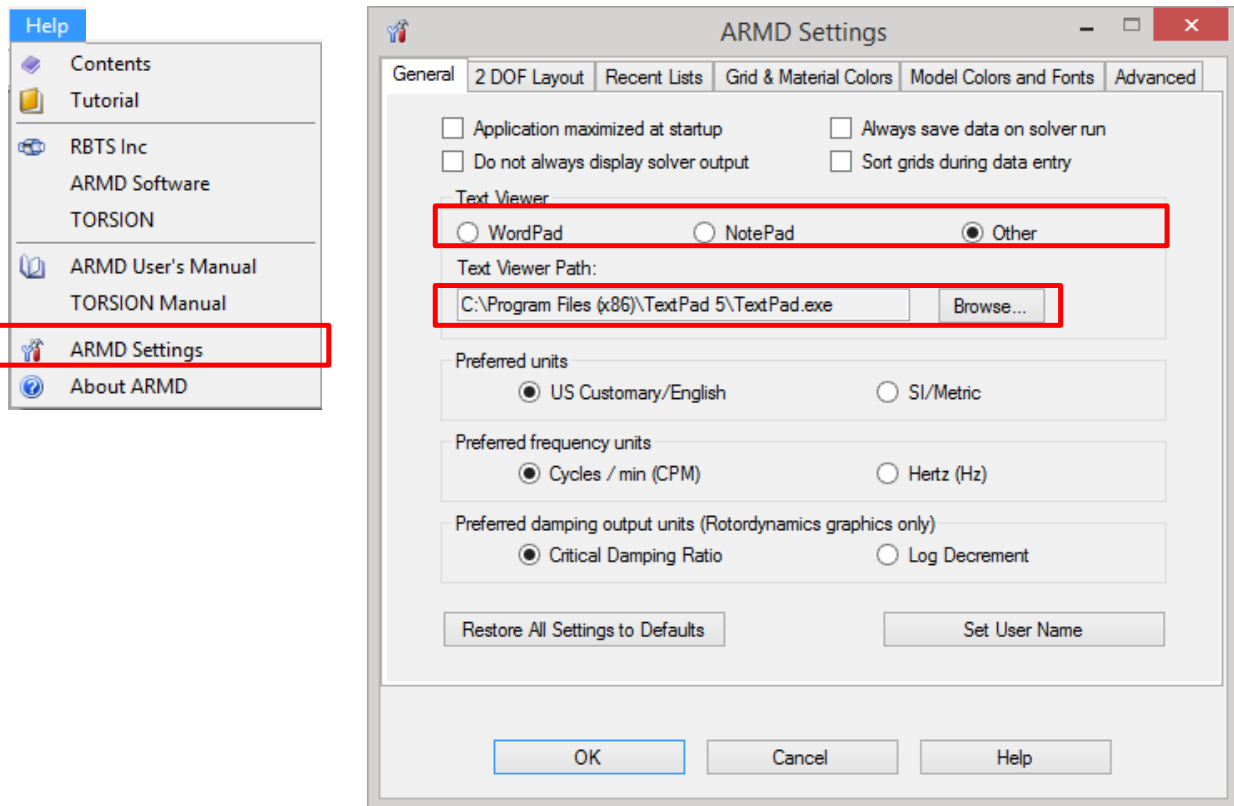 Help
Contents
Tutorial
RBTS Inc
ARMD Software
TORSION
ARMD User's Manual
TORSION Manual
ARMD Settings
About ARMD
ARMD Settings
General 2 DOF Layout Recent Lists Grid & Material Colors Model Colors and Fonts Advanced
Application maximized at startup Always save data on solver run
Do not always display solver output Sort grids during data entry
Text Viewer
WordPad NotePad Other
Text Viewer Path:
C:\Program Files (x86)\TextPad 5\TextPad.exe Browse...
Preferred units
US Customary/English SI/Metric
Preferred frequency units
Cycles / min (CPM) Hertz (Hz)
Preferred damping output units (Rotordynamics graphics only)
Critical Damping Ratio Log Decrement
Restore All Settings to Defaults Set User Name
OK Cancel Help